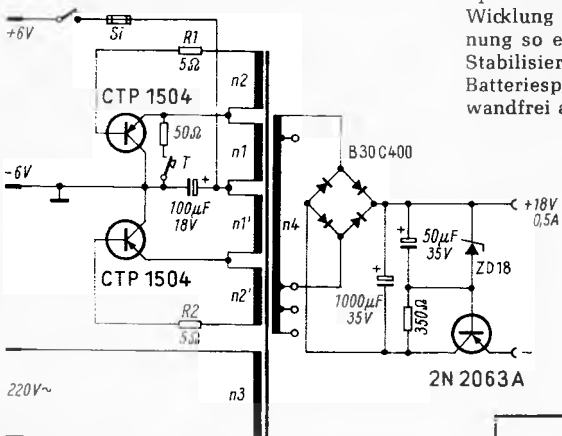 Wicklung
nung so e
Stabilisier
Batteriesp
wandfrei a
+6V
Si
R1
5Ω
n2
CTP 1504
50Ω
T
n1
-6V
+
100µF
18V
n1'
CTP 1504
n2'
R2
5Ω
220V~
n3
n4
B30C400
+18V
0,5A
+
50µF
35V
ZD18
+
1000µF
35V
350Ω
2N 2063A